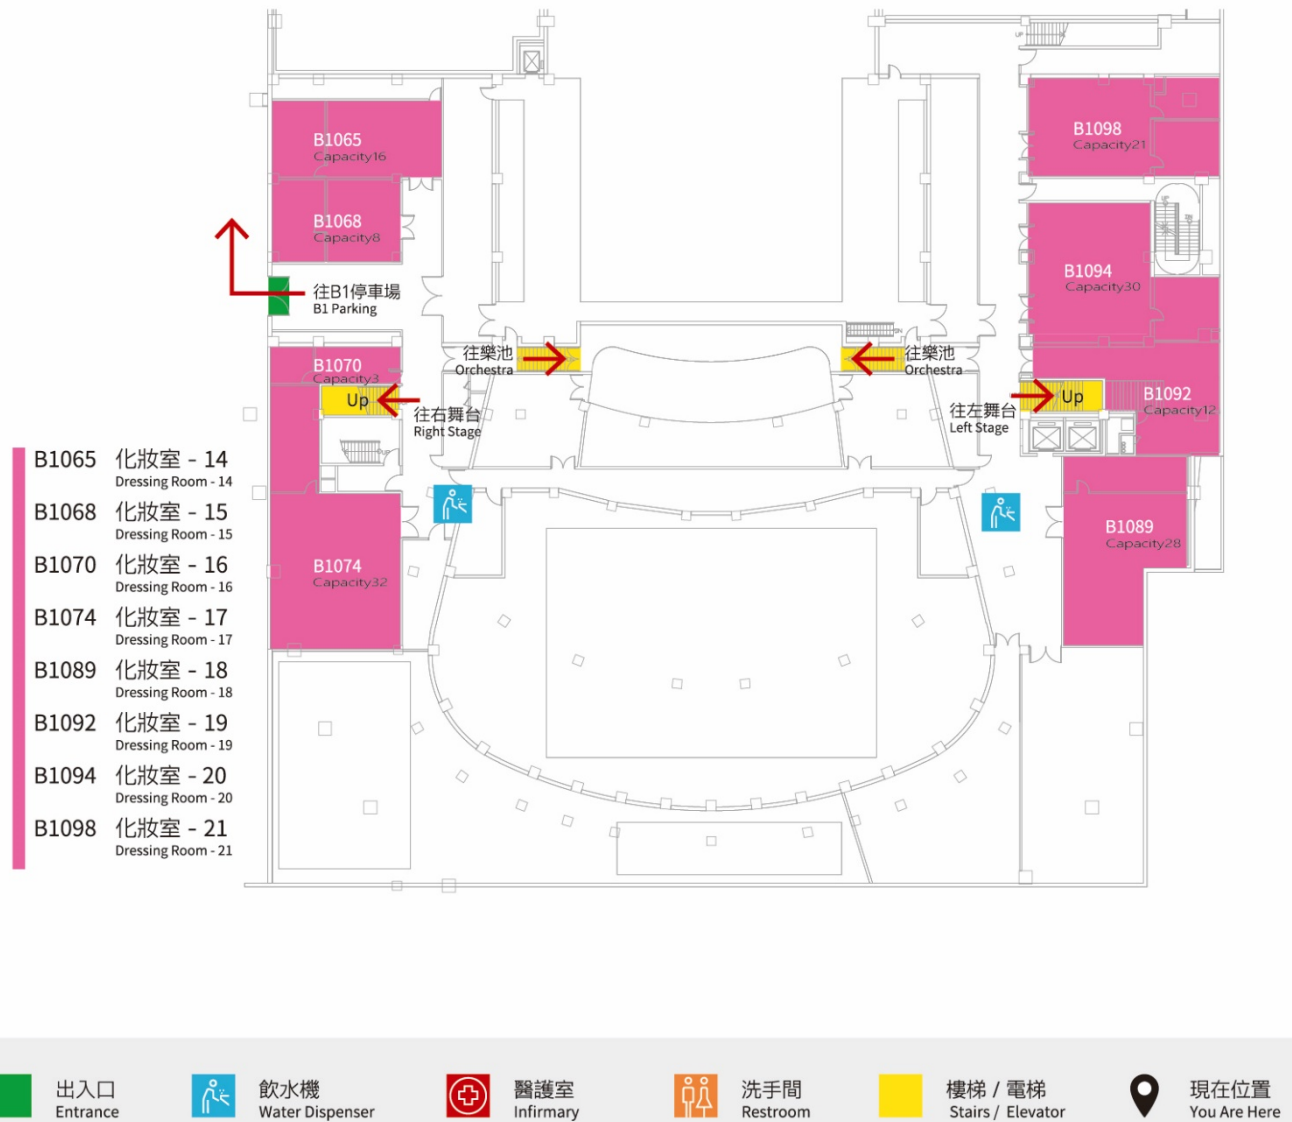 B1065
Capacity16
B1068
Capacity8
往B1停車場
B1 Parking
B1070
Capacity3
Up
往右舞台
Right Stage
往樂池
Orchestra
往樂池
Orchestra
UP
B1098
Capacity21
B1094
Capacity30
往左舞台
Left Stage
Up
B1092
Capacity12
B1074
Capacity32
B1089
Capacity28
B1065 化妝室 - 14
Dressing Room - 14
B1068 化妝室 - 15
Dressing Room - 15
B1070 化妝室 - 16
Dressing Room - 16
B1074 化妝室 - 17
Dressing Room - 17
B1089 化妝室 - 18
Dressing Room - 18
B1092 化妝室 - 19
Dressing Room - 19
B1094 化妝室 - 20
Dressing Room - 20
B1098 化妝室 - 21
Dressing Room - 21
出入口
Entrance
飲水機
Water Dispenser
醫護室
Infirmary
洗手間
Restroom
樓梯 / 電梯
Stairs / Elevator
現在位置
You Are Here